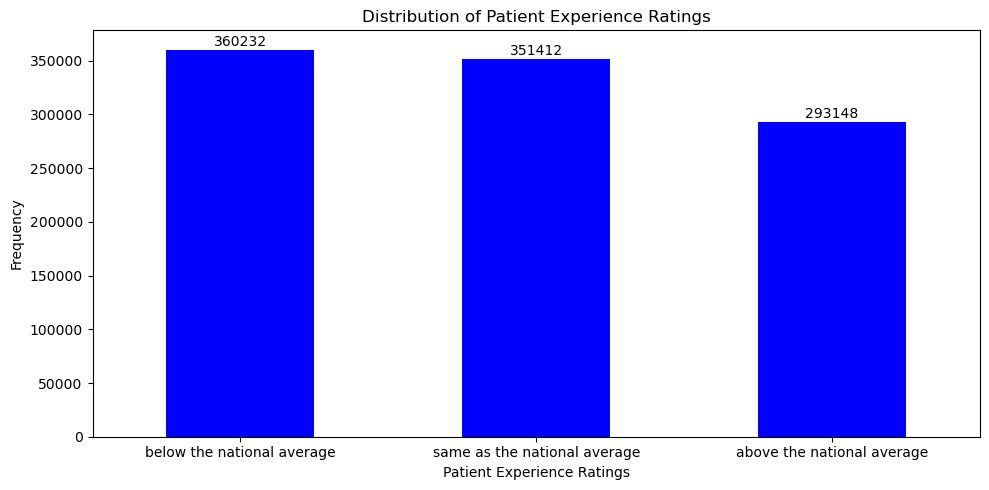 Distribution of Patient Experience Ratings
360232
351412
293148
350000
300000
250000
200000
150000
100000
50000
0
Frequency
below the national average
same as the national average
above the national average
Patient Experience Ratings